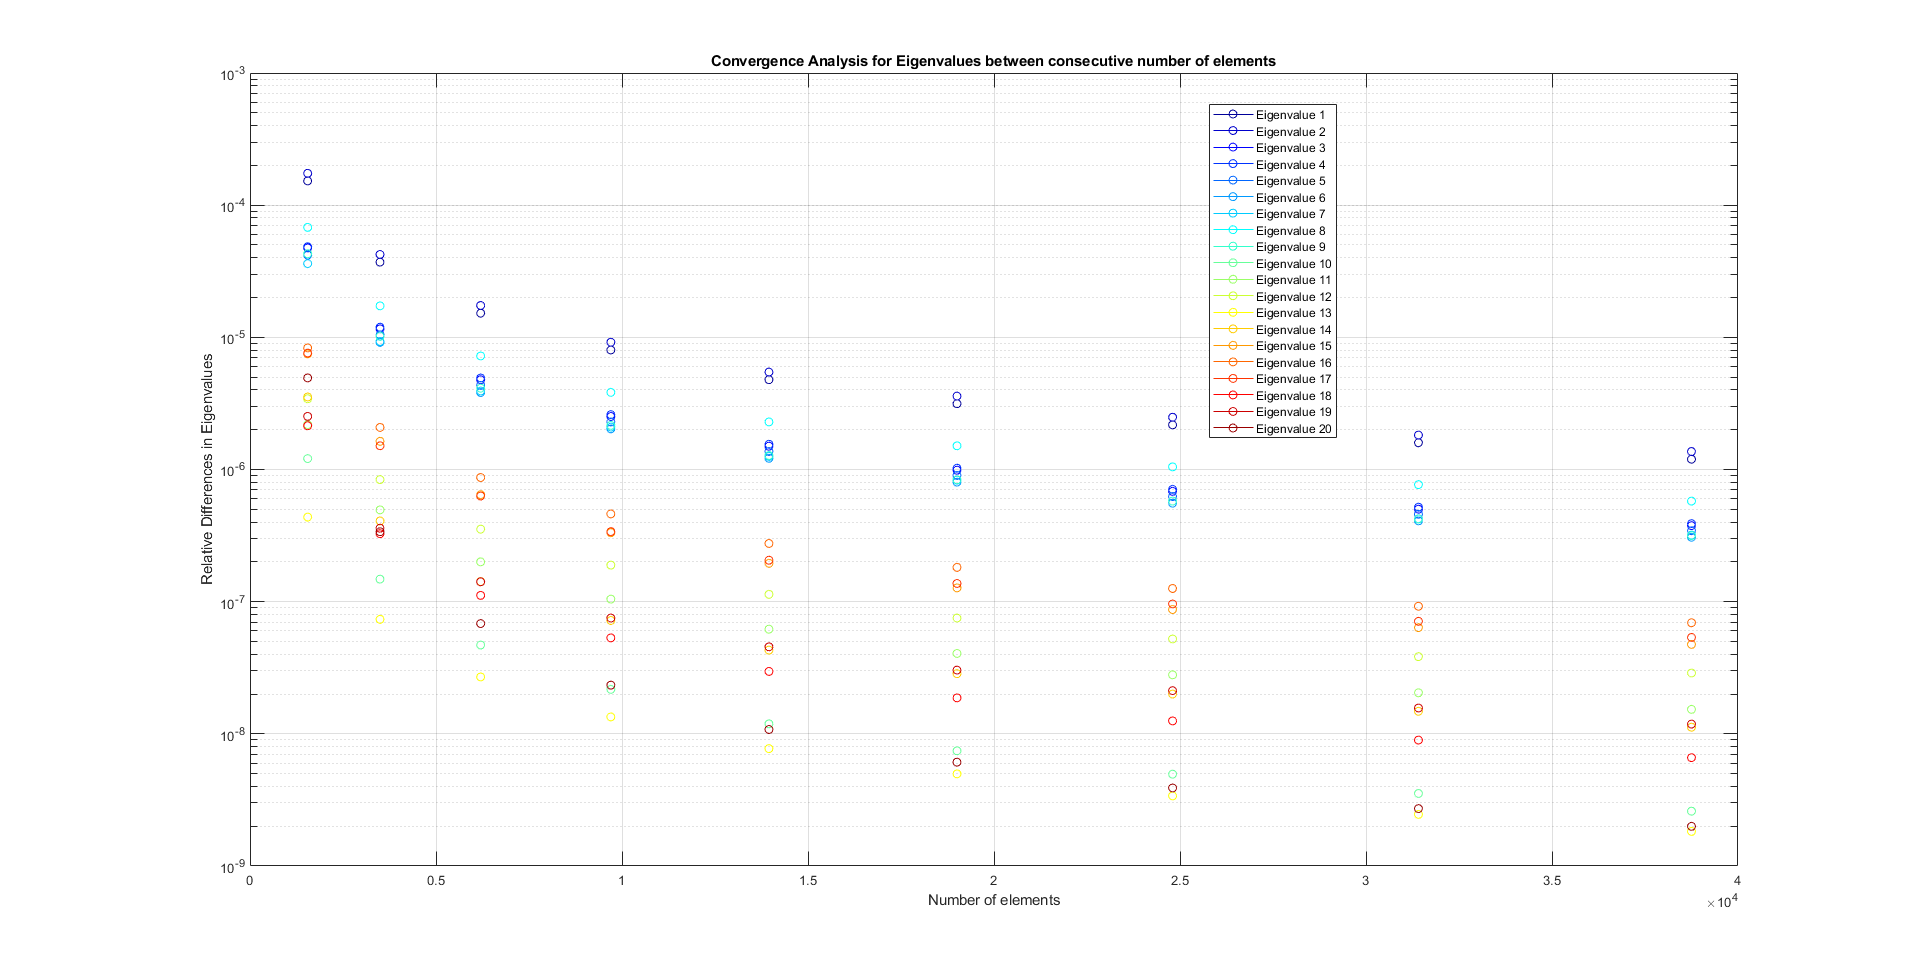 Convergence Analysis for Eigenvalues between consecutive number of elements
10^-3
10^-4
10^-5
10^-6
10^-7
10^-8
10^-9
Relative Differences in Eigenvalues
Eigenvalue 1
Eigenvalue 2
Eigenvalue 3
Eigenvalue 4
Eigenvalue 5
Eigenvalue 6
Eigenvalue 7
Eigenvalue 8
Eigenvalue 9
Eigenvalue 10
Eigenvalue 11
Eigenvalue 12
Eigenvalue 13
Eigenvalue 14
Eigenvalue 15
Eigenvalue 16
Eigenvalue 17
Eigenvalue 18
Eigenvalue 19
Eigenvalue 20
0 0.5 1 1.5 2 2.5 3 3.5 4
Number of elements
×10^4